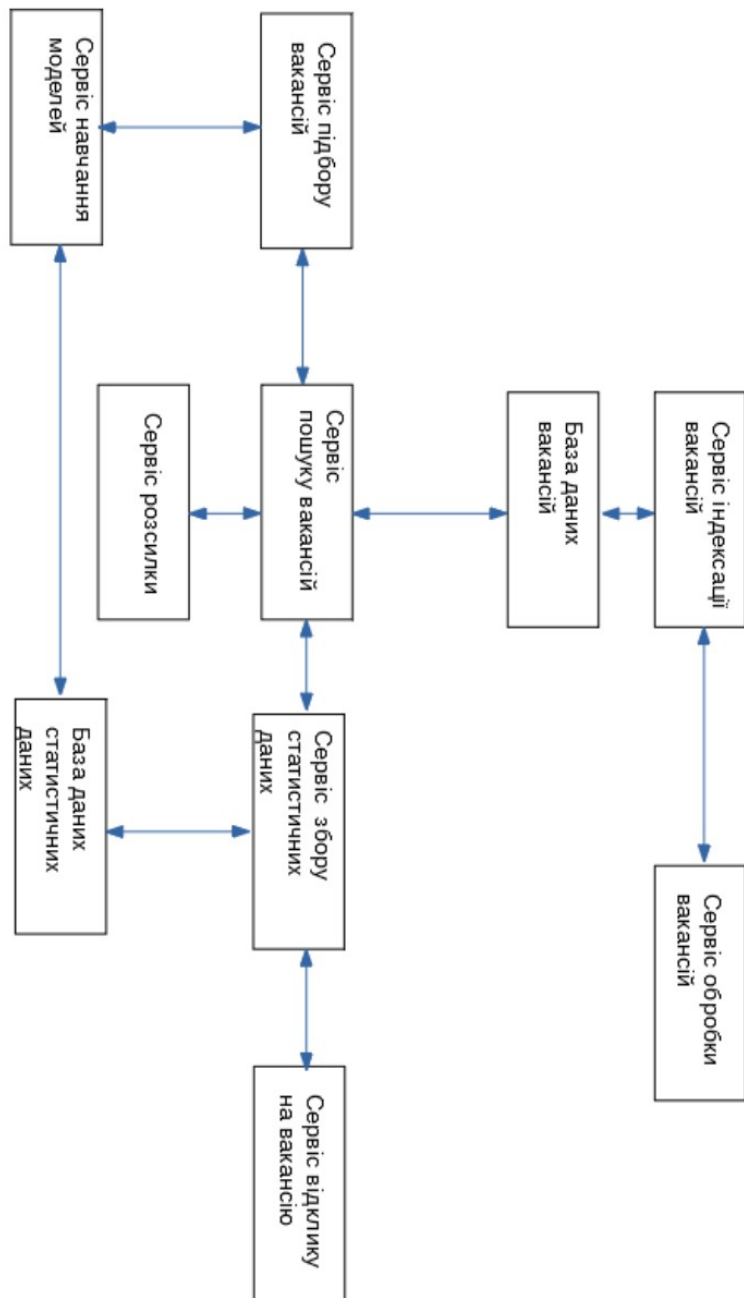 Сервіс індексації
вакансій
Сервіс обробки
вакансій
База даних
вакансій
Сервіс підбору
вакансій
Сервіс
пошуку вакансій
Сервіс збору
статистичних
даних
Сервіс відклику
на вакансію
Сервіс навчання
моделей
Сервіс розсилки
База даних
статистичних
даних